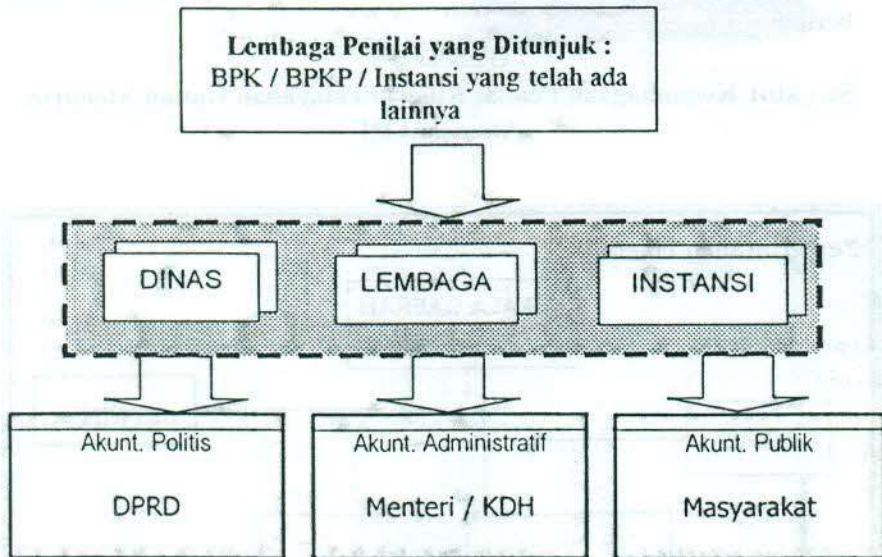 Lembaga Penilai yang Ditunjuk :
BPK / BPKP / Instansi yang telah ada
lainnya
DINAS
LEMBAGA
INSTANSI
Akunt. Politis
Akunt. Administratif
Akunt. Publik
DPRD
Menteri / KDH
Masyarakat